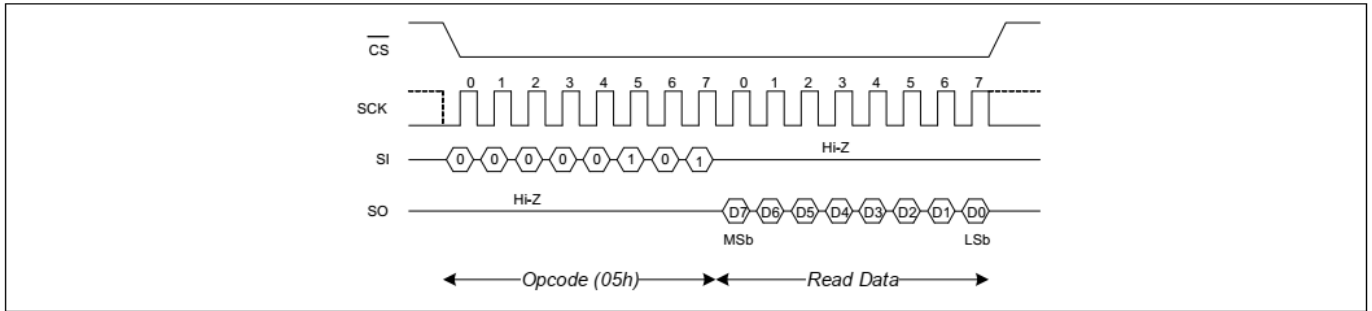 CS
0 1 2 3 4 5 6 7 0 1 2 3 4 5 6 7
SCK
Hi-Z
SI 0 0 0 0 0 1 0 1
Hi-Z
SO D7 D6 D5 D4 D3 D2 D1 D0
MSb LSb
Opcode (05h) Read Data